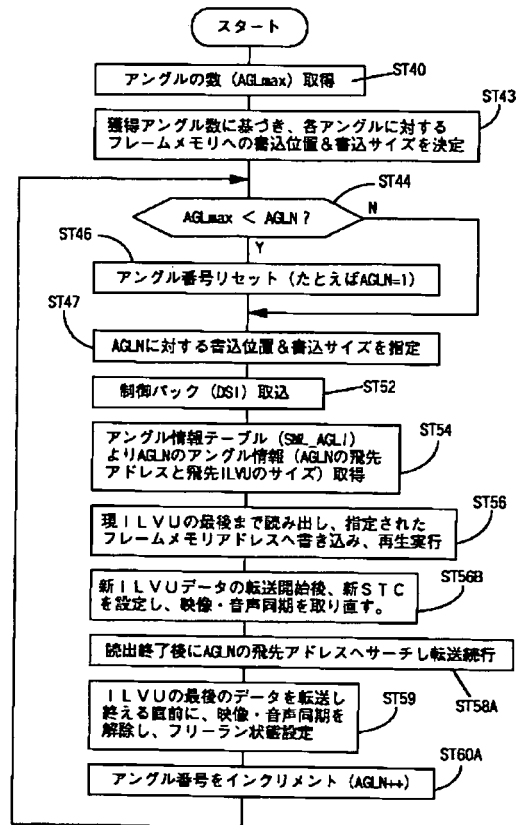 スタート
アングルの数（AGLmax）取得
ST40
獲得アングル数に基づき、各アングルに対する
フレームメモリへの書込位置＆書込サイズを決定
ST43
AGLmax < AGLN ?
ST44
N
Y
ST46
アングル番号リセット（たとえばAGLN=1）
ST47
AGLNに対する書込位置＆書込サイズを指定
制御パック（DSI）取込
ST52
アングル情報テーブル（SML_AGLI）
よりAGLNのアングル情報（AGLNの飛先
アドレスと飛先ILVUのサイズ）取得
ST54
現ＩＬＶＵの最後まで読み出し、指定された
フレームメモリアドレスへ書き込み、再生実行
ST56
新ＩＬＶＵデータの転送開始後、新ＳＴＣ
を設定し、映像・音声同期を取り直す。
ST56B
読出終了後にAGLNの飛先アドレスへサーチし転送続行
ST58A
ＩＬＶＵの最後のデータを転送し
終える直前に、映像・音声同期を
解除し、フリーラン状態設定
ST59
アングル番号をインクリメント（AGLN++）
ST60A